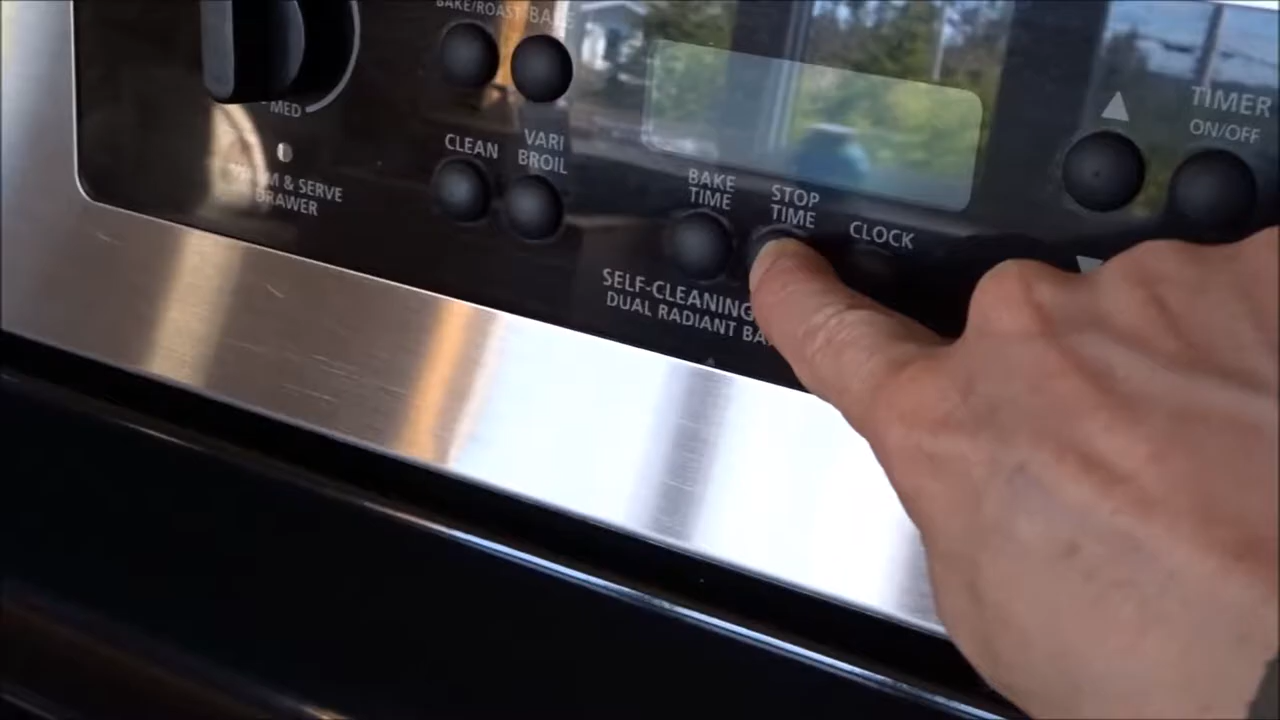 BAKE/ROAST BAKE
MED
& SERVE
DRAWER
CLEAN
VARI
BROIL
BAKE
TIME
STOP
TIME
CLOCK
TIMER
ON/OFF
SELF-CLEANING
DUAL RADIANT